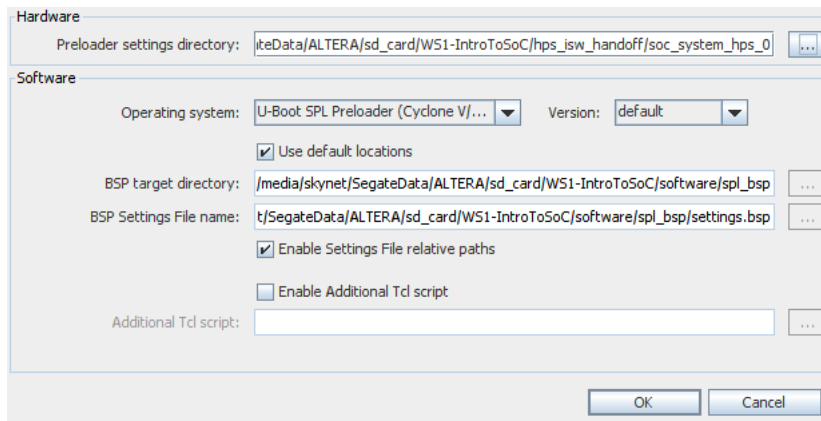 Hardware
Preloader settings directory: iteData/ALTERA/sd_card/WS1-IntroToSoC/hps_isw_handoff/soc_system_hps_0 ...
Software
Operating system: U-Boot SPL Preloader (Cyclone V/... Version: default
Use default locations
BSP target directory: /media/skynet/SegateData/ALTERA/sd_card/WS1-IntroToSoC/software/spl_bsp ...
BSP Settings File name: t/SegateData/ALTERA/sd_card/WS1-IntroToSoC/software/spl_bsp/settings.bsp ...
Enable Settings File relative paths
Enable Additional Tcl script
Additional Tcl script: ...
OK Cancel